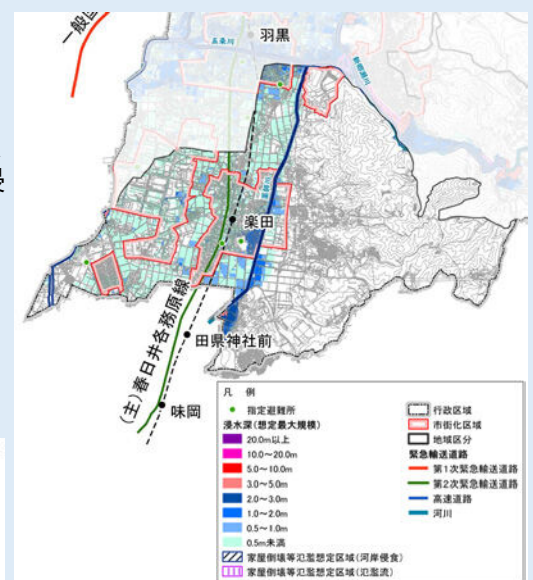 一般国
羽黒
五条川
新郷瀬川
楽田
(主)春日井各務原線
田県神社前
味岡
凡 例
指定避難所
浸水深(想定最大規模)
20.0m以上
10.0~20.0m
5.0~10.0m
3.0~5.0m
2.0~3.0m
1.0~2.0m
0.5~1.0m
0.5m未満
家屋倒壊等氾濫想定区域(河岸侵食)
家屋倒壊等氾濫想定区域(氾濫流)
行政区域
市街化区域
地域区分
緊急輸送道路
第1次緊急輸送道路
第2次緊急輸送道路
高速道路
河川